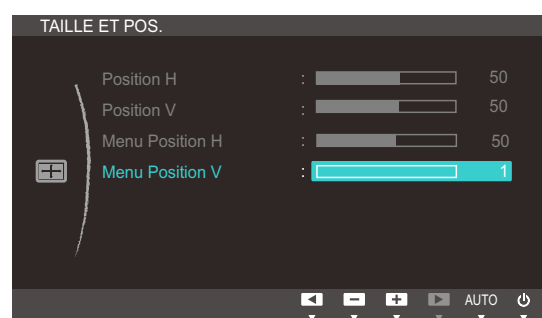 TAILLE ET POS.
Position H : 50
Position V : 50
Menu Position H : 50
Menu Position V : 1
AUTO